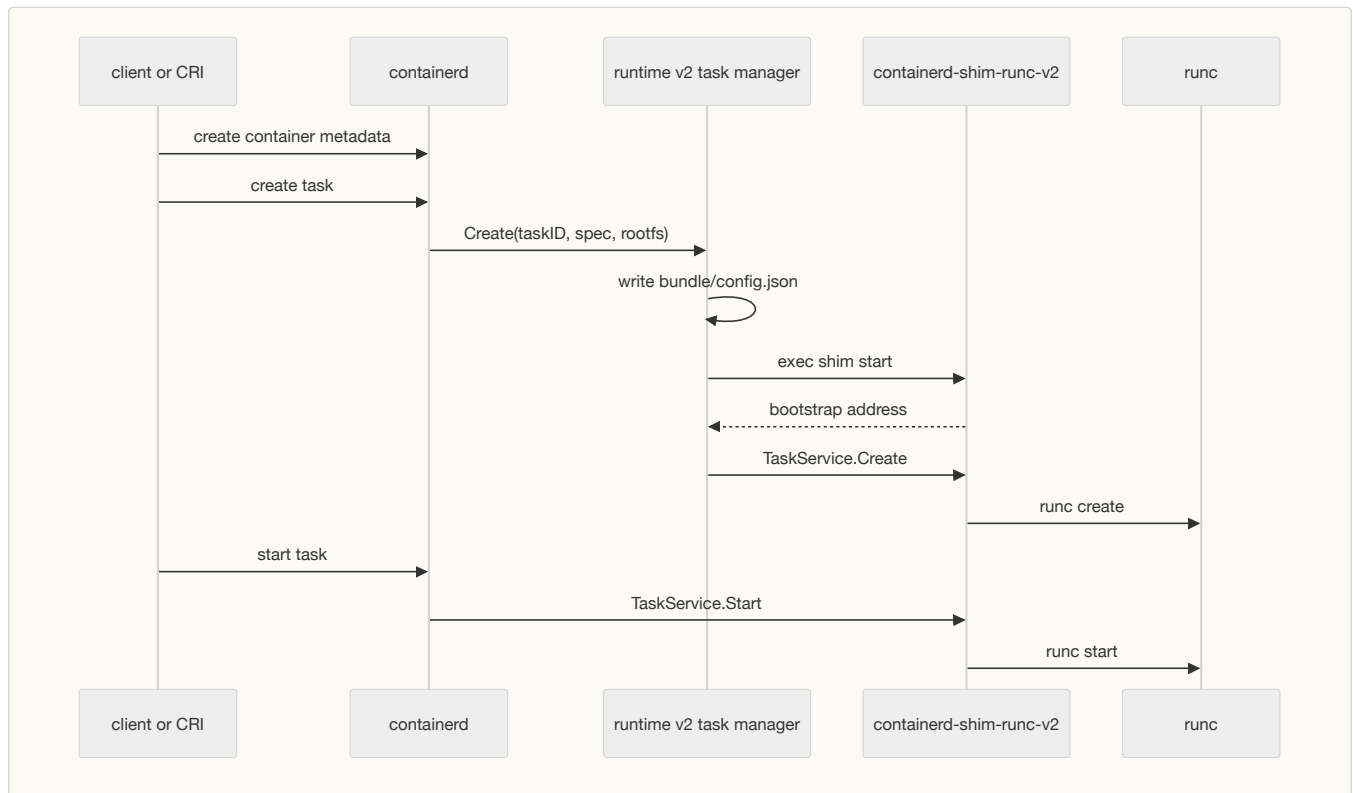 client or CRI
containerd
runtime v2 task manager
containerd-shim-runc-v2
runc
create container metadata
create task
Create(taskID, spec, rootfs)
write bundle/config.json
exec shim start
bootstrap address
TaskService.Create
runc create
start task
TaskService.Start
runc start
client or CRI
containerd
runtime v2 task manager
containerd-shim-runc-v2
runc